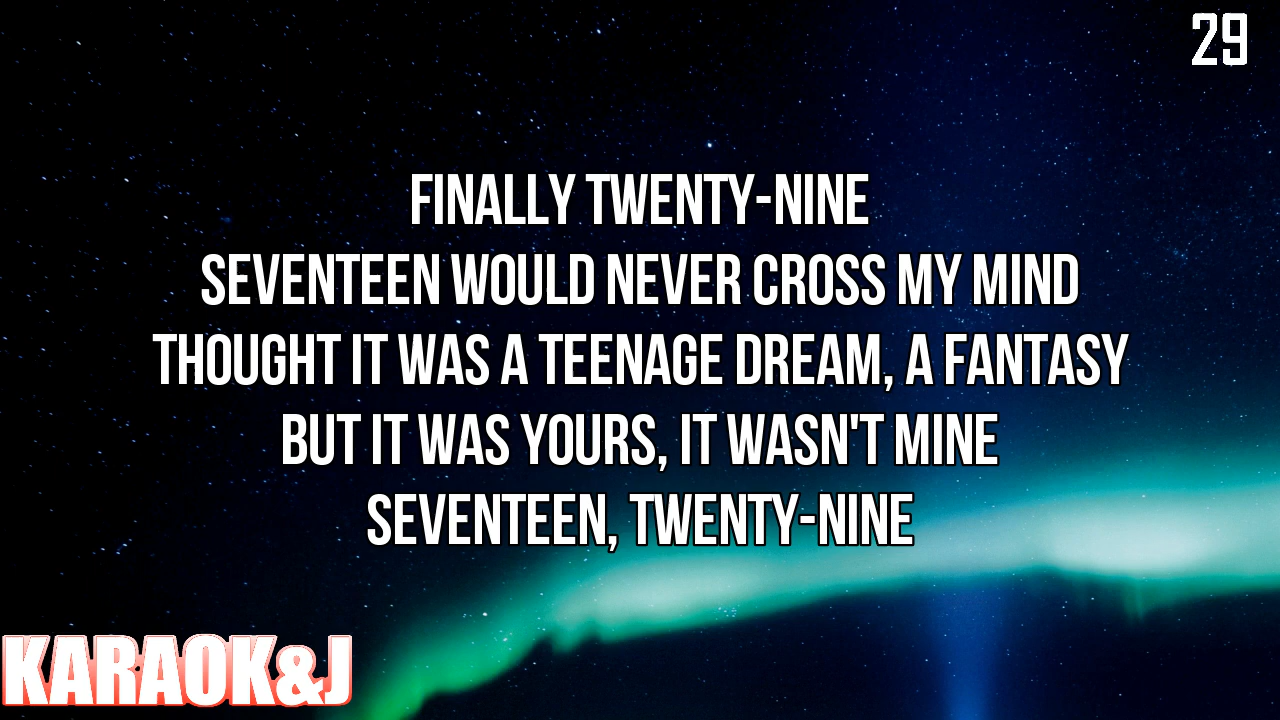 29
FINALLY TWENTY-NINE
SEVENTEEN WOULD NEVER CROSS MY MIND
THOUGHT IT WAS A TEENAGE DREAM, A FANTASY
BUT IT WAS YOURS, IT WASN'T MINE
SEVENTEEN, TWENTY-NINE
KARAOK&J